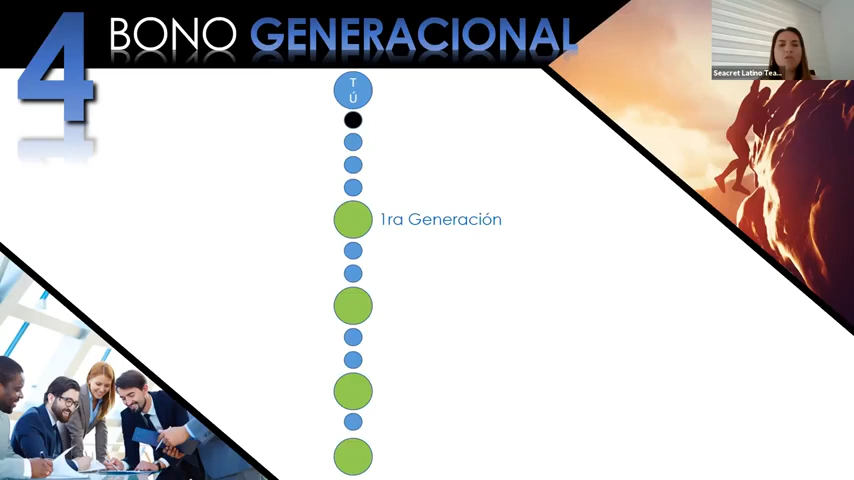 4 BONO GENERACIONAL
Seacret Latino Tea...
T
Ú
1ra Generación